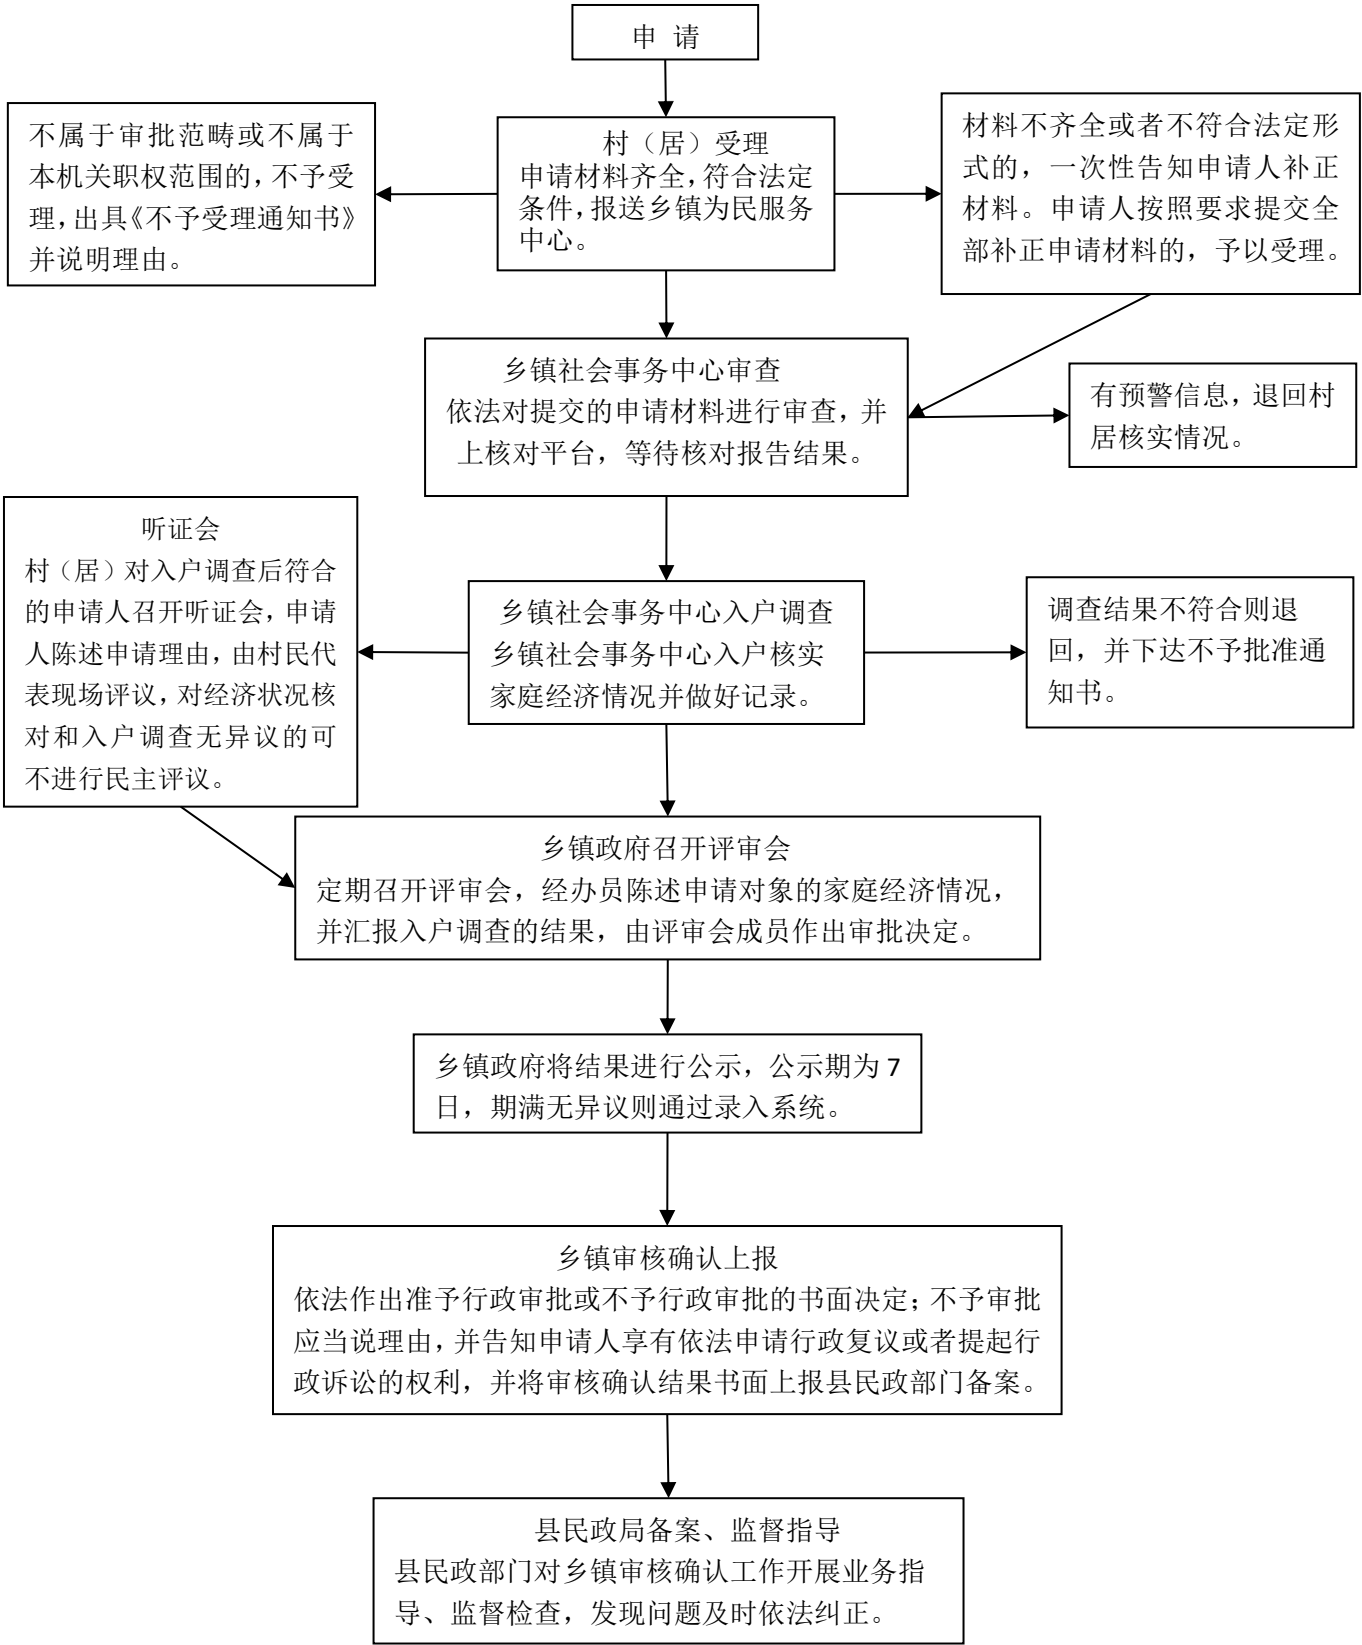 申 请
不属于审批范畴或不属于
本机关职权范围的，不予受
理，出具《不予受理通知书》
并说明理由。
村（居）受理
申请材料齐全，符合法定
条件，报送乡镇为民服务
中心。
材料不齐全或者不符合法定形
式的，一次性告知申请人补正
材料。申请人按照要求提交全
部补正申请材料的，予以受理。
乡镇社会事务中心审查
依法对提交的申请材料进行审查，并
上核对平台，等待核对报告结果。
有预警信息，退回村
居核实情况。
听证会
村（居）对入户调查后符合
的申请人召开听证会，申请
人陈述申请理由，由村民代
表现场评议，对经济状况核
对和入户调查无异议的可
不进行民主评议。
乡镇社会事务中心入户调查
乡镇社会事务中心入户核实
家庭经济情况并做好记录。
调查结果不符合则退
回，并下达不予批准通
知书。
乡镇政府召开评审会
定期召开评审会，经办员陈述申请对象的家庭经济情况，
并汇报入户调查的结果，由评审会成员作出审批决定。
乡镇政府将结果进行公示，公示期为 7
日，期满无异议则通过录入系统。
乡镇审核确认上报
依法作出准予行政审批或不予行政审批的书面决定；不予审批
应当说理由，并告知申请人享有依法申请行政复议或者提起行
政诉讼的权利，并将审核确认结果书面上报县民政部门备案。
县民政局备案、监督指导
县民政部门对乡镇审核确认工作开展业务指
导、监督检查，发现问题及时依法纠正。